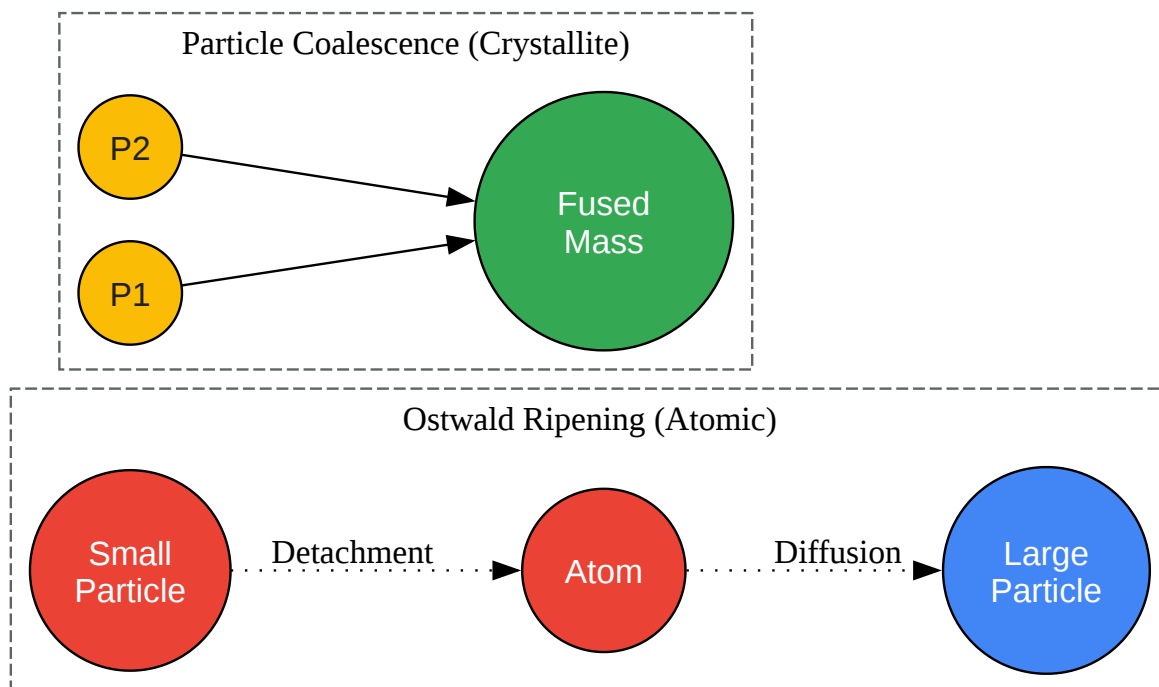 Particle Coalescence (Crystallite)
P2
Fused
Mass
P1
Ostwald Ripening (Atomic)
Small
Particle
Detachment
Atom
Diffusion
Large
Particle